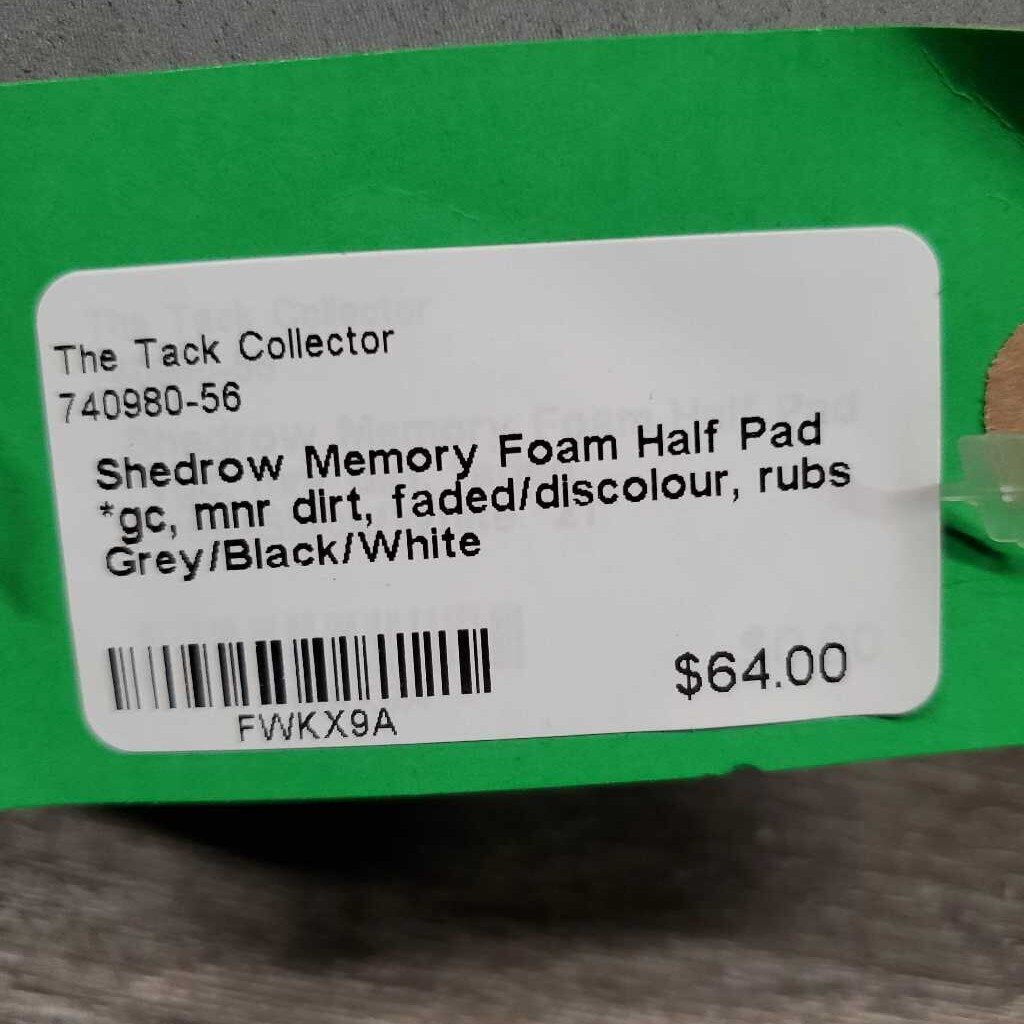 The Tack Collector
740980-56
Shedrow Memory Foam Half Pad
*gc, mnr dirt, faded/discolour, rubs
Grey/Black/White
FWKX9A
$64.00